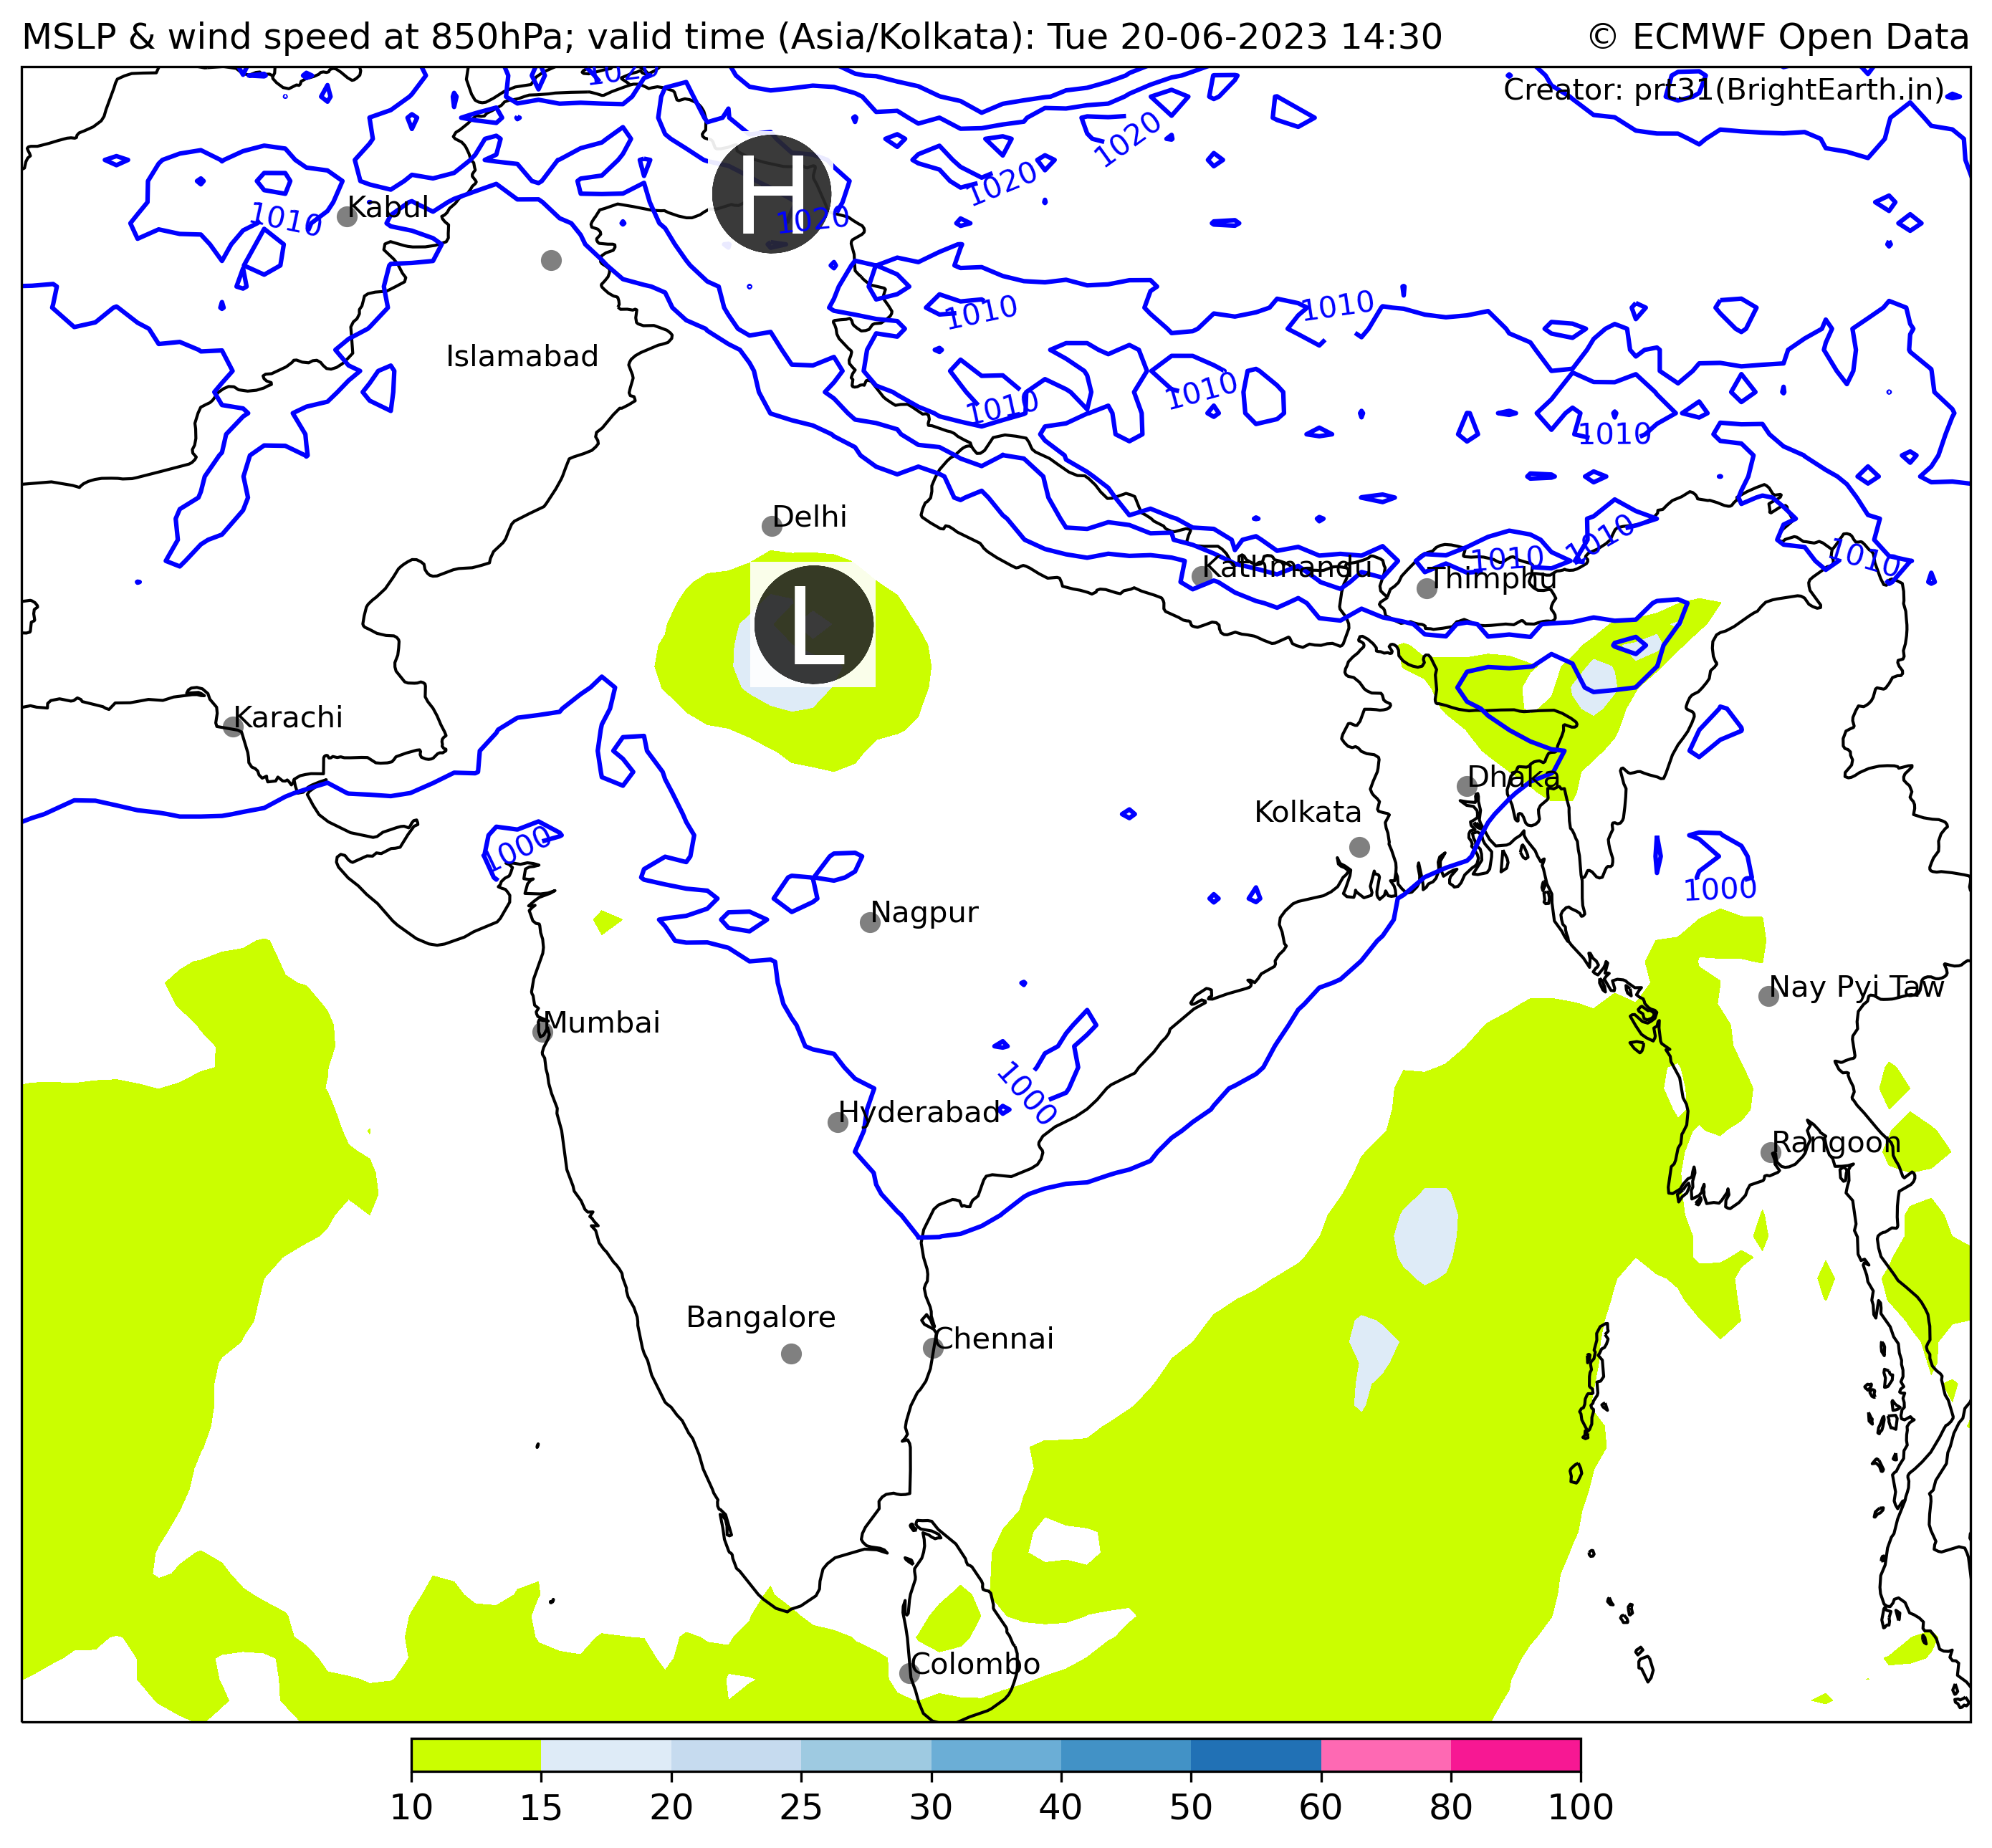 MSLP & wind speed at 850hPa; valid time (Asia/Kolkata): Tue 20-06-2023 14:30
© ECMWF Open Data
Creator: prt31(BrightEarth.in)
1020
1020
H
1020
Kabul
1010
1020
1010
1010
Islamabad
1010
1010
1010
Delhi
1010
1010
1010
Kathmandu
Thimphu
L
Karachi
Dhaka
Kolkata
1000
1000
Nagpur
Nay Pyi Taw
Mumbai
1000
Hyderabad
Rangoon
Bangalore
Chennai
Colombo
10 15 20 25 30 40 50 60 80 100